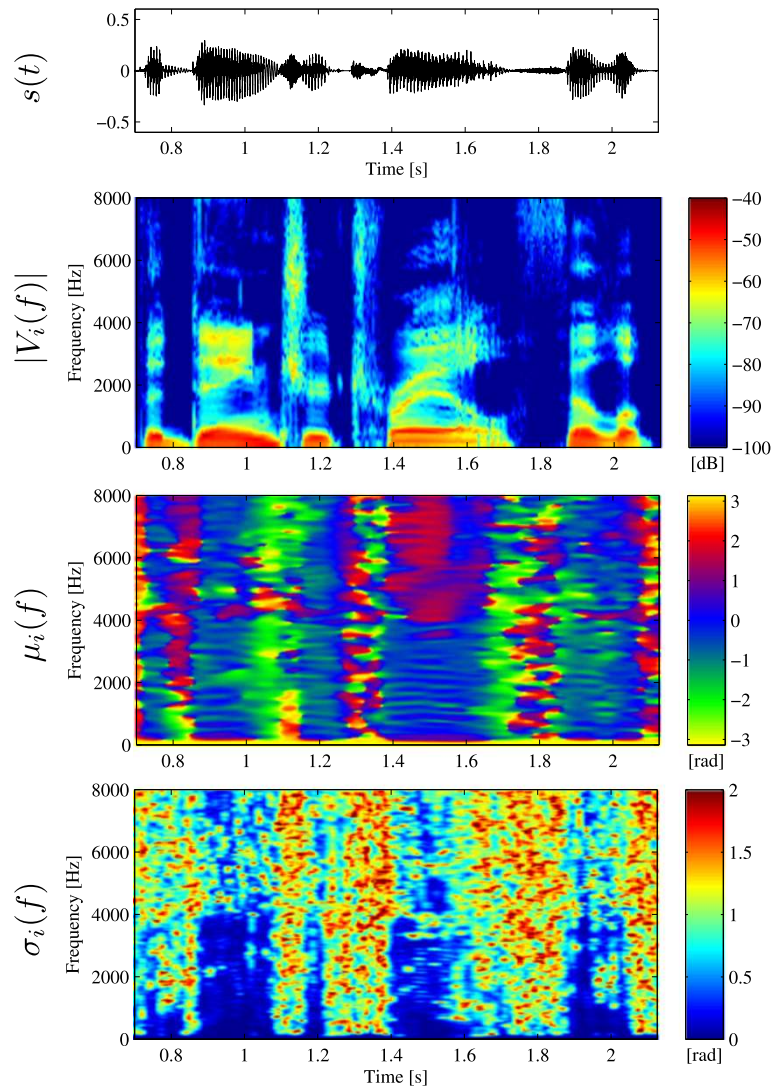 s(t)
0.5
0
−0.5
0.8 1 1.2 1.4 1.6 1.8 2
Time [s]
|V_i(f)|
Frequency [Hz]
8000
6000
4000
2000
0
0.8 1 1.2 1.4 1.6 1.8 2
−40
−50
−60
−70
−80
−90
−100
[dB]
μ_i(f)
Frequency [Hz]
8000
6000
4000
2000
0
0.8 1 1.2 1.4 1.6 1.8 2
3
2
1
0
−1
−2
−3
[rad]
σ_i(f)
Frequency [Hz]
8000
6000
4000
2000
0
0.8 1 1.2 1.4 1.6 1.8 2
Time [s]
2
1.5
1
0.5
0
[rad]